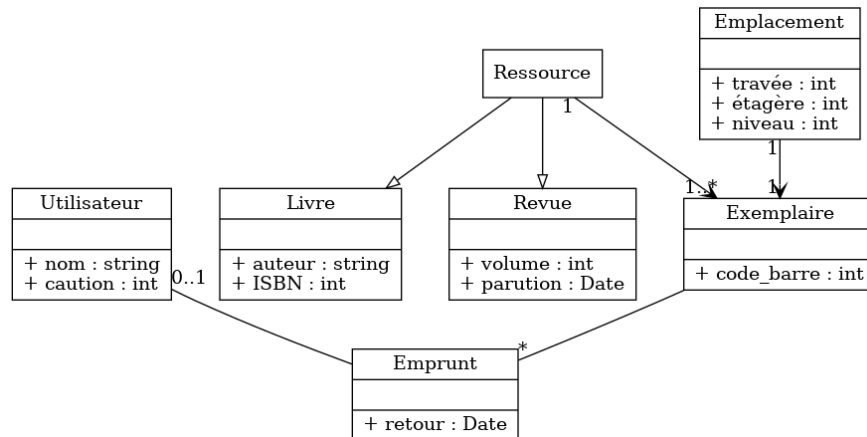 Emplacement
+ travée : int
+ étagère : int
+ niveau : int
Ressource
1
1
1..*
1
Utilisateur
+ nom : string
+ caution : int
0..1
Livre
+ auteur : string
+ ISBN : int
Revue
+ volume : int
+ parution : Date
Exemplaire
+ code_barre : int
*
Emprunt
+ retour : Date